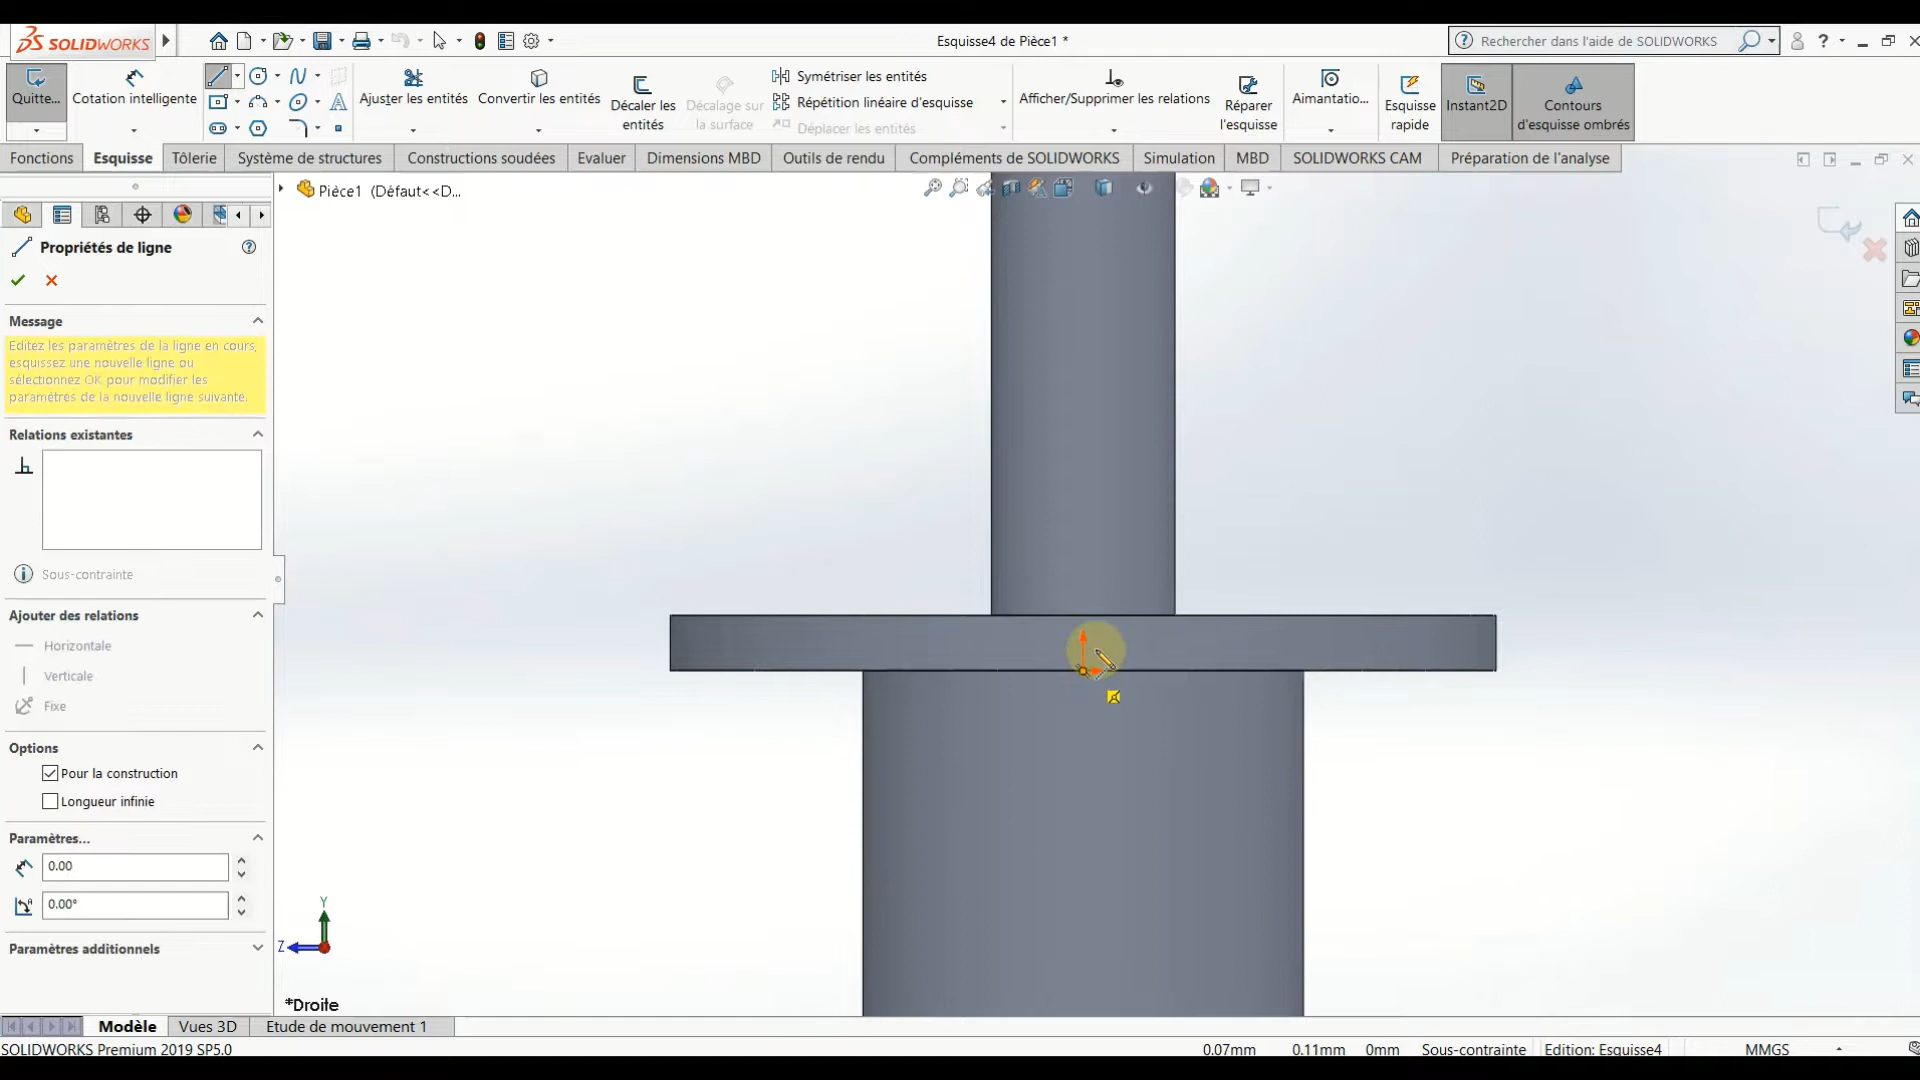 SOLIDWORKS
Esquisse4 de Pièce1 *
Rechercher dans l'aide de SOLIDWORKS
?
Quitte...
Cotation intelligente
Ajuster les entités
Convertir les entités
Décaler les entités
Décalage sur la surface
Symétriser les entités
Répétition linéaire d'esquisse
Déplacer les entités
Afficher/Supprimer les relations
Réparer l'esquisse
Aimantatio...
Esquisse rapide
Instant2D
Contours d'esquisse ombrés
Fonctions
Esquisse
Tôlerie
Système de structures
Constructions soudées
Evaluer
Dimensions MBD
Outils de rendu
Compléments de SOLIDWORKS
Simulation
MBD
SOLIDWORKS CAM
Préparation de l'analyse
Pièce1 (Défaut<<D...
Propriétés de ligne
Message
Editez les paramètres de la ligne en cours,
esquissez une nouvelle ligne ou
sélectionnez OK pour modifier les
paramètres de la nouvelle ligne suivante.
Relations existantes
Sous-contrainte
Ajouter des relations
Horizontale
Verticale
Fixe
Options
Pour la construction
Longueur infinie
Paramètres...
0.00
0.00°
Paramètres additionnels
Y
Z
*Droite
Modèle
Vues 3D
Etude de mouvement 1
SOLIDWORKS Premium 2019 SP5.0
0.07mm
0.11mm
0mm
Sous-contrainte
Edition: Esquisse4
MMGS